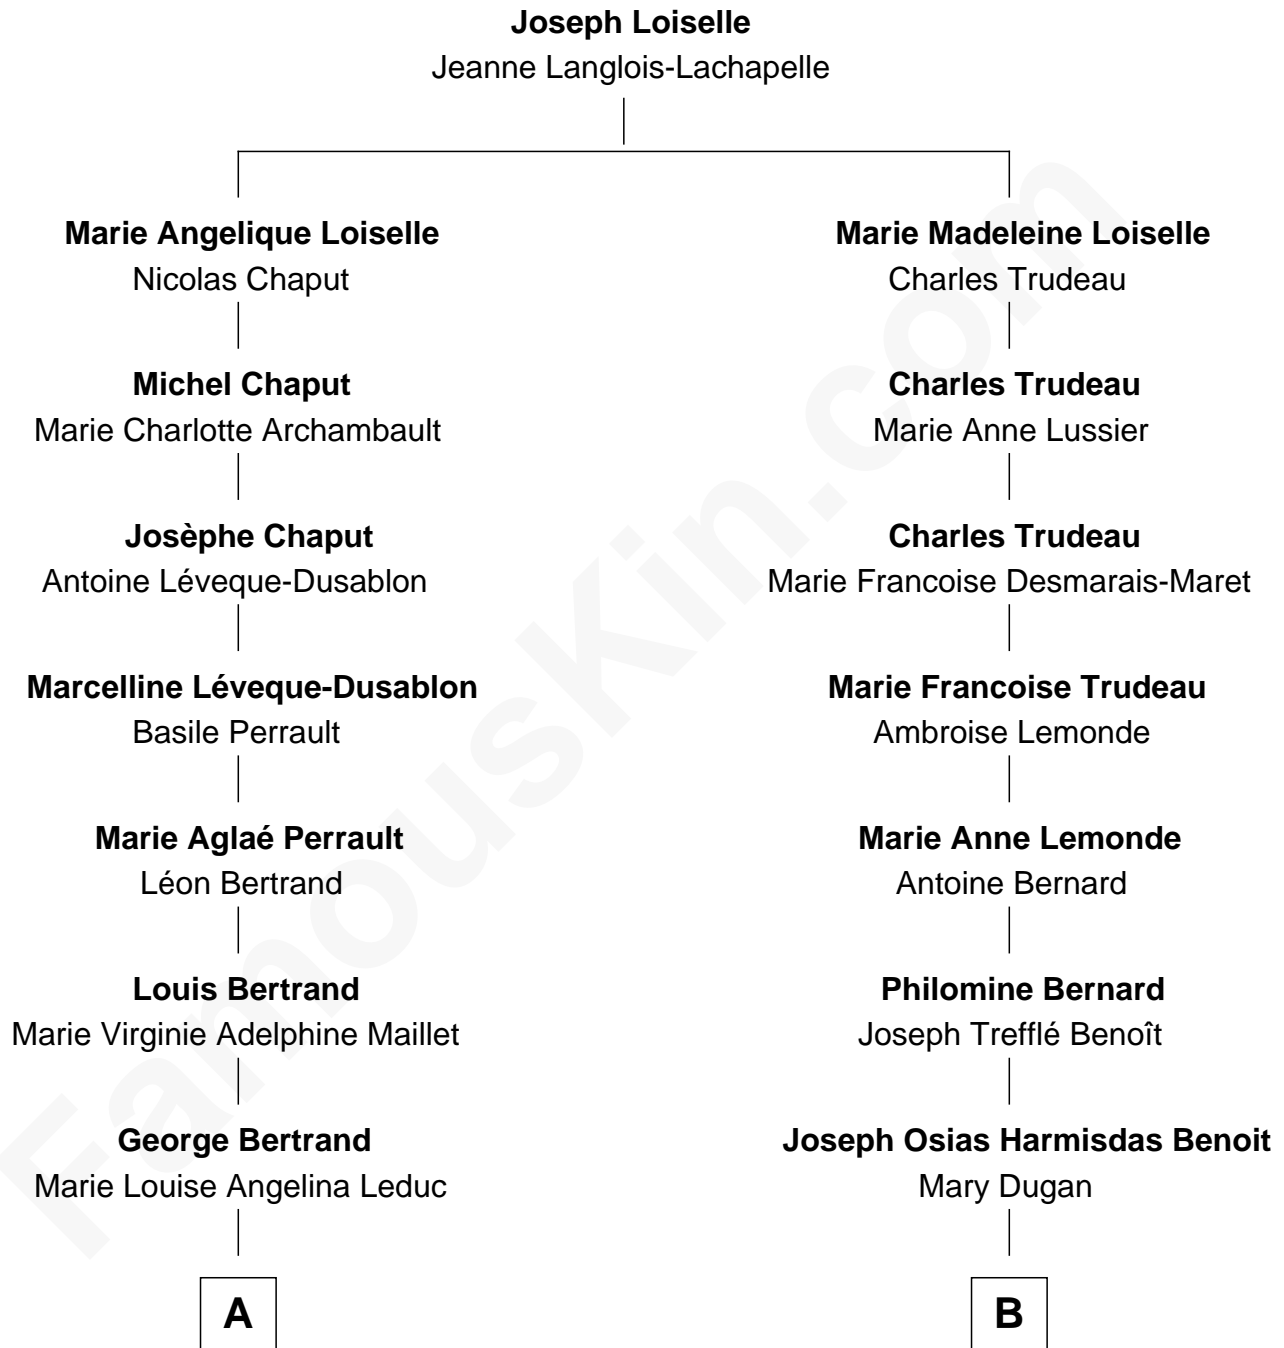 Joseph Loiselle
Jeanne Langlois-Lachapelle
Marie Angelique Loiselle
Nicolas Chaput
Michel Chaput
Marie Charlotte Archambault
Josèphe Chaput
Antoine Léveque-Dusablon
Marcelline Léveque-Dusablon
Basile Perrault
Marie Aglaé Perrault
Léon Bertrand
Louis Bertrand
Marie Virginie Adelphine Maillet
George Bertrand
Marie Louise Angelina Leduc
A
Marie Madeleine Loiselle
Charles Trudeau
Charles Trudeau
Marie Anne Lussier
Charles Trudeau
Marie Francoise Desmarais-Maret
Marie Francoise Trudeau
Ambroise Lemonde
Marie Anne Lemonde
Antoine Bernard
Philomine Bernard
Joseph Trefflé Benoît
Joseph Osias Harmisdas Benoit
Mary Dugan
B
FamousKin.com